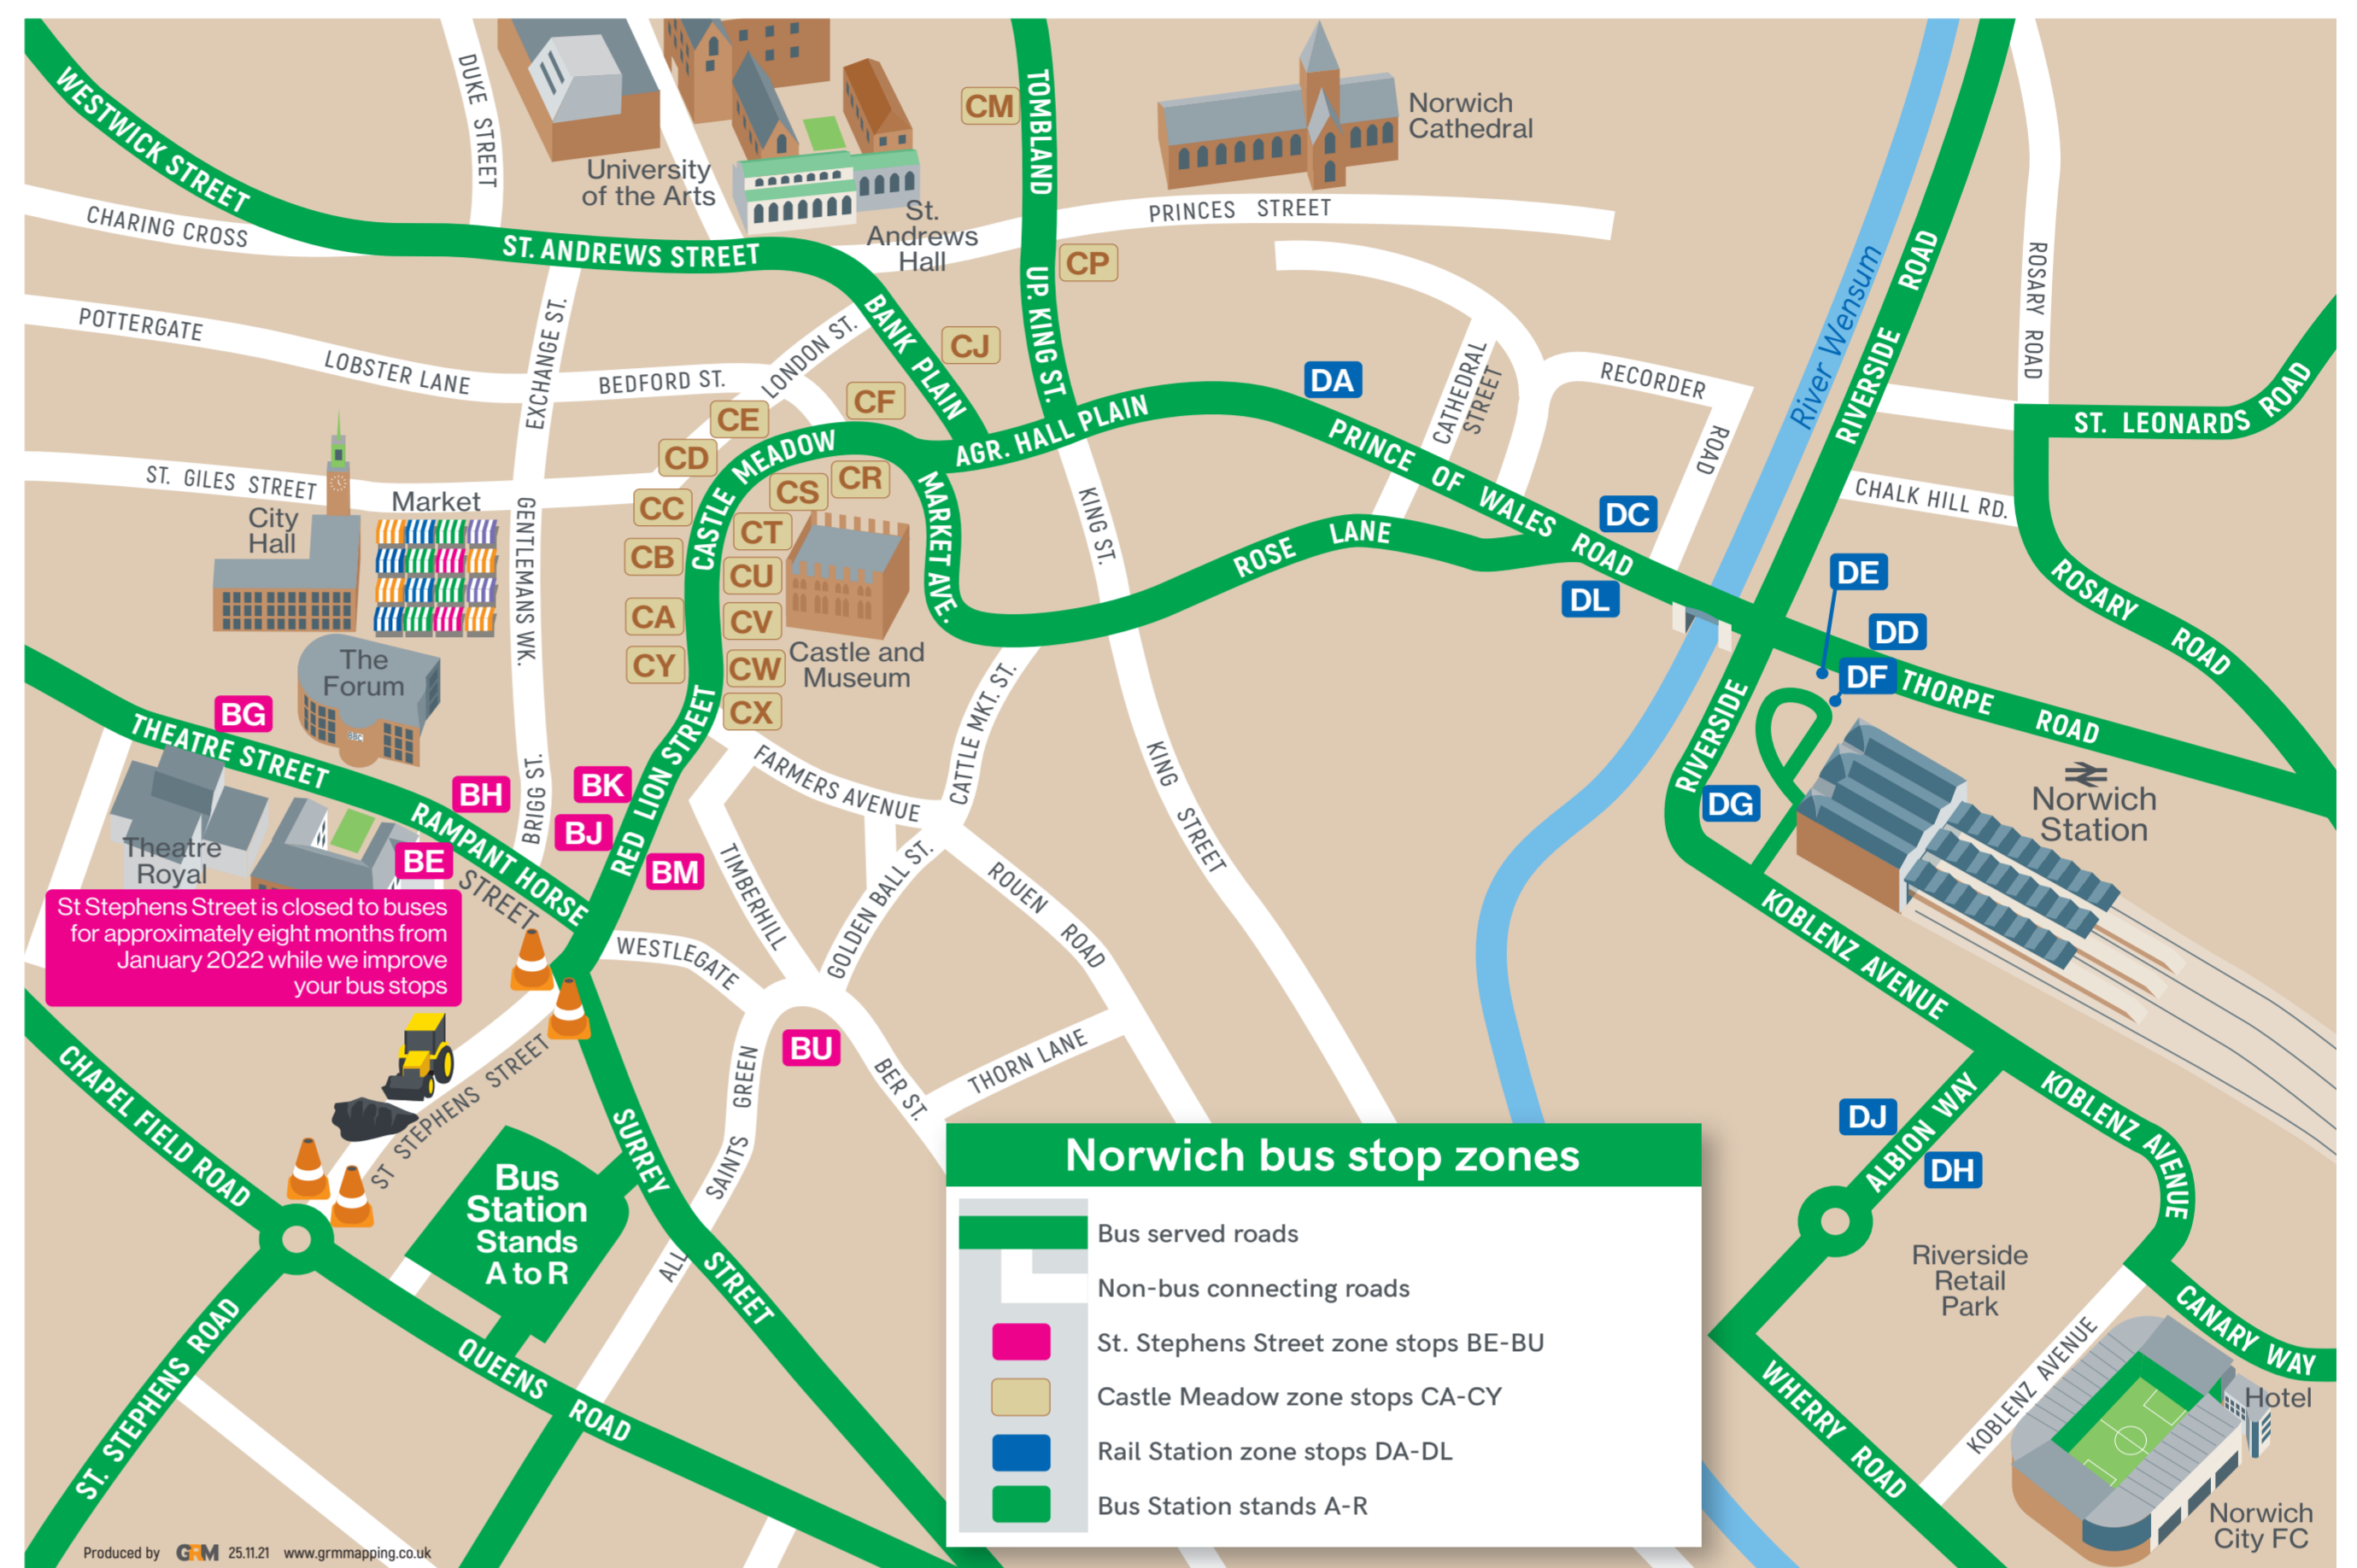 WESTWICK STREET
DUKE STREET
CHARING CROSS
University
of the Arts
St.
Andrews
Hall
ST. ANDREWS STREET
CM
TOMBLAND
Norwich
Cathedral
PRINCES STREET
CP
UP. KING ST.
POTTERGATE
LOBSTER LANE
EXCHANGE ST.
BEDFORD ST.
LONDON ST.
BANK PLAIN
CJ
CF
CE
CD
CC
CB
CA
CY
CASTLE MEADOW
CR
CS
CT
CU
CV
CW
CX
Castle and
Museum
AGR. HALL PLAIN
MARKET AVE.
DA
CATHEDRAL
STREET
RECORDER
ROAD
PRINCE OF WALES ROAD
ROSE LANE
DC
DL
River Wensum
RIVERSIDE ROAD
ROSARY ROAD
ST. LEONARDS ROAD
CHALK HILL RD.
ROSARY ROAD
DE
DD
DF
THORPE ROAD
Norwich
Station
RIVERSIDE
DG
ST. GILES STREET
City
Hall
Market
GENTLEMANS WK.
The
Forum
BBC
BG
THEATRE STREET
Theatre
Royal
BH
BK
BJ
BE
BM
BRIGG ST.
RAMPANT HORSE
STREET
RED LION STREET
FARMERS AVENUE
CATTLE MKT. ST.
KING ST.
KING STREET
TIMBERHILL
GOLDEN BALL ST.
ROUEN ROAD
WESTLEGATE
St Stephens Street is closed to buses
for approximately eight months from
January 2022 while we improve
your bus stops
BU
BER ST.
THORN LANE
ALL SAINTS GREEN
SURREY STREET
ST STEPHENS STREET
CHAPEL FIELD ROAD
Bus
Station
Stands
A to R
ST. STEPHENS ROAD
QUEENS ROAD
KOBLENZ AVENUE
KOBLENZ AVENUE
DJ
ALBION WAY
DH
Riverside
Retail
Park
CANARY WAY
KOBLENZ AVENUE
WHERRY ROAD
Hotel
Norwich
City FC
Norwich bus stop zones
Bus served roads
Non-bus connecting roads
St. Stephens Street zone stops BE-BU
Castle Meadow zone stops CA-CY
Rail Station zone stops DA-DL
Bus Station stands A-R
Produced by GRM 25.11.21 www.grmmapping.co.uk